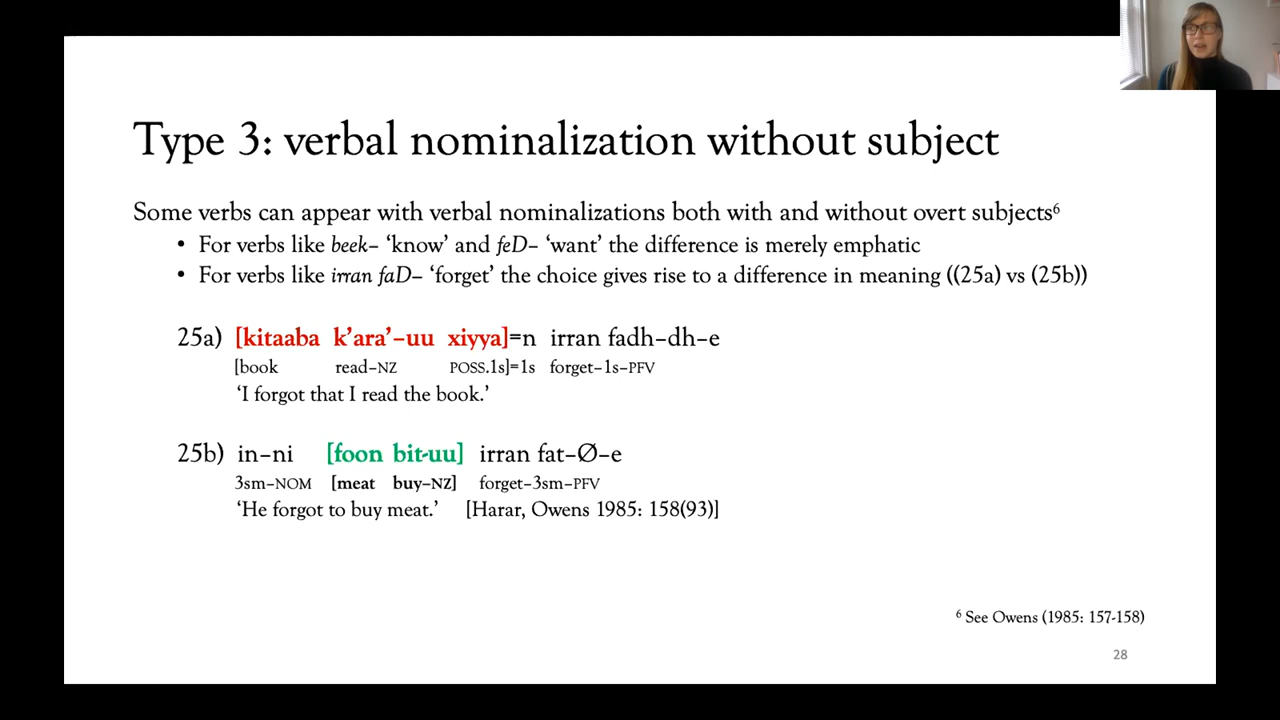 Type 3: verbal nominalization without subject
Some verbs can appear with verbal nominalizations both with and without overt subjects⁶
• For verbs like beek– ‘know’ and feD– ‘want’ the difference is merely emphatic
• For verbs like irran faD– ‘forget’ the choice gives rise to a difference in meaning ((25a) vs (25b))
25a) [kitaaba k’ara’–uu xiyya]=n irran fadh–dh–e
[book read–NZ POSS.1s]=1s forget–1s–PFV
‘I forgot that I read the book.’
25b) in–ni [foon bit-uu] irran fat–Ø–e
3sm–NOM [meat buy–NZ] forget–3sm–PFV
‘He forgot to buy meat.’ [Harar, Owens 1985: 158(93)]
⁶ See Owens (1985: 157-158)
28